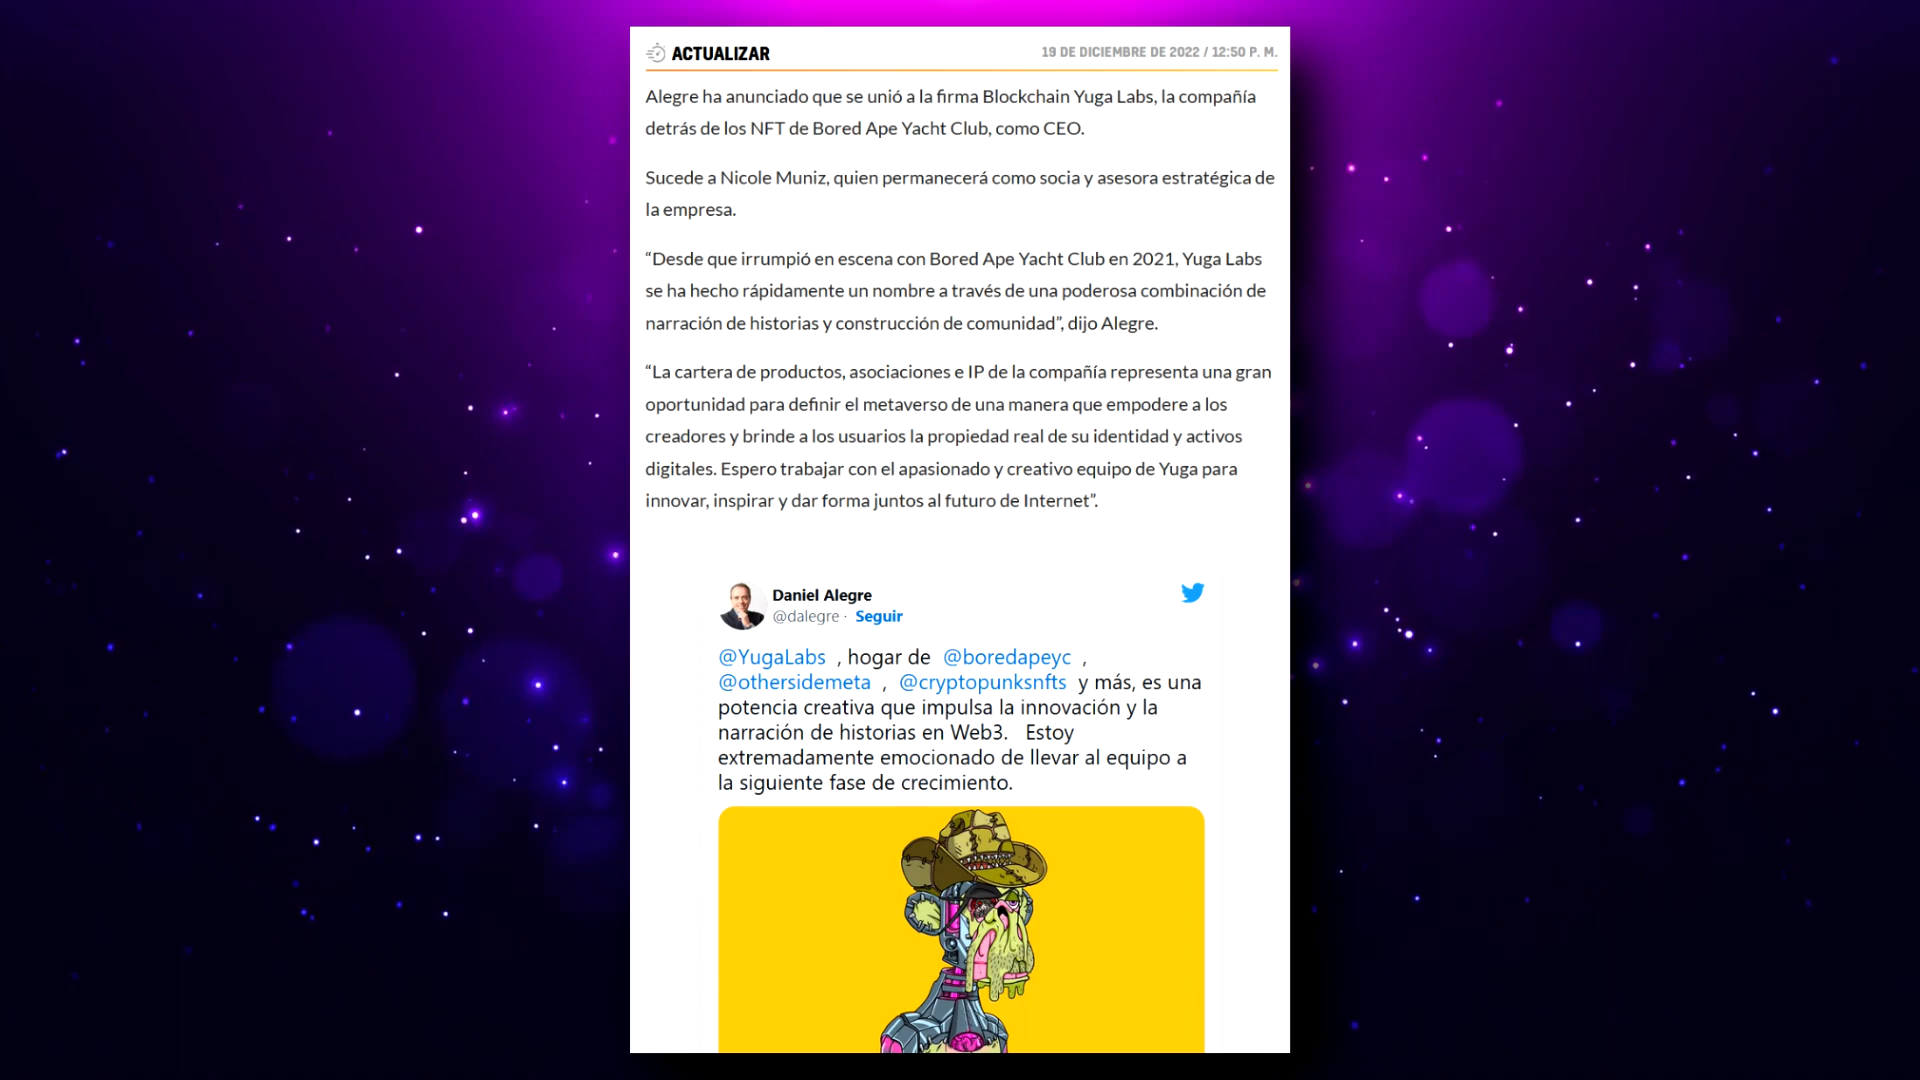 ACTUALIZAR
19 DE DICIEMBRE DE 2022 / 12:50 P. M.
Alegre ha anunciado que se unió a la firma Blockchain Yuga Labs, la compañía
detrás de los NFT de Bored Ape Yacht Club, como CEO.
Sucede a Nicole Muniz, quien permanecerá como socia y asesora estratégica de
la empresa.
“Desde que irrumpió en escena con Bored Ape Yacht Club en 2021, Yuga Labs
se ha hecho rápidamente un nombre a través de una poderosa combinación de
narración de historias y construcción de comunidad”, dijo Alegre.
“La cartera de productos, asociaciones e IP de la compañía representa una gran
oportunidad para definir el metaverso de una manera que empodere a los
creadores y brinde a los usuarios la propiedad real de su identidad y activos
digitales. Espero trabajar con el apasionado y creativo equipo de Yuga para
innovar, inspirar y dar forma juntos al futuro de Internet”.
Daniel Alegre
@dalegre · Seguir
@YugaLabs , hogar de @boredapeyc ,
@othersidemeta , @cryptopunksnfts y más, es una
potencia creativa que impulsa la innovación y la
narración de historias en Web3. Estoy
extremadamente emocionado de llevar al equipo a
la siguiente fase de crecimiento.